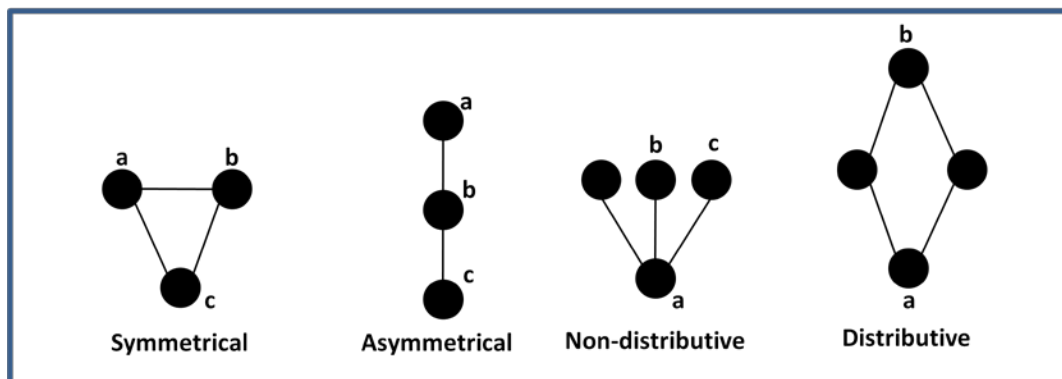 b
a
b c
a b
b
c
c a a
Symmetrical Asymmetrical Non-distributive Distributive